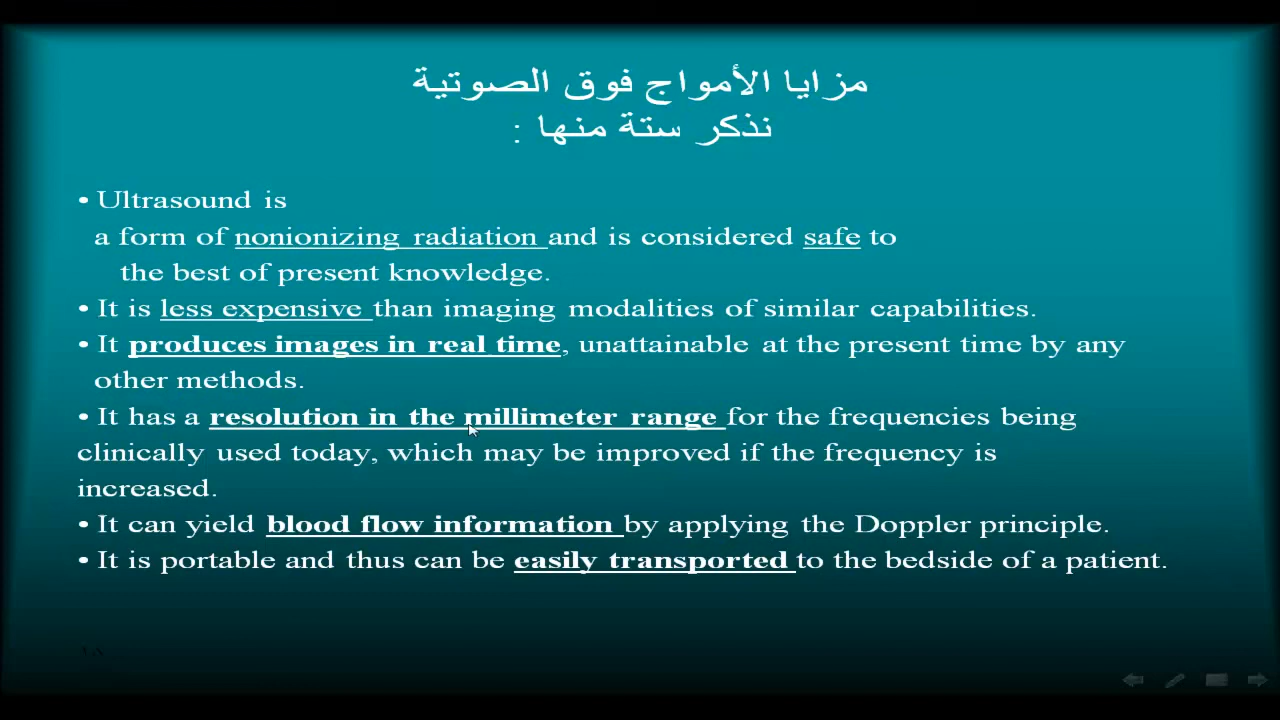 مزايا الأمواج فوق الصوتية
نذكر ستة منها :
• Ultrasound is
a form of nonionizing radiation and is considered safe to
the best of present knowledge.
• It is less expensive than imaging modalities of similar capabilities.
• It produces images in real time, unattainable at the present time by any
other methods.
• It has a resolution in the millimeter range for the frequencies being
clinically used today, which may be improved if the frequency is
increased.
• It can yield blood flow information by applying the Doppler principle.
• It is portable and thus can be easily transported to the bedside of a patient.